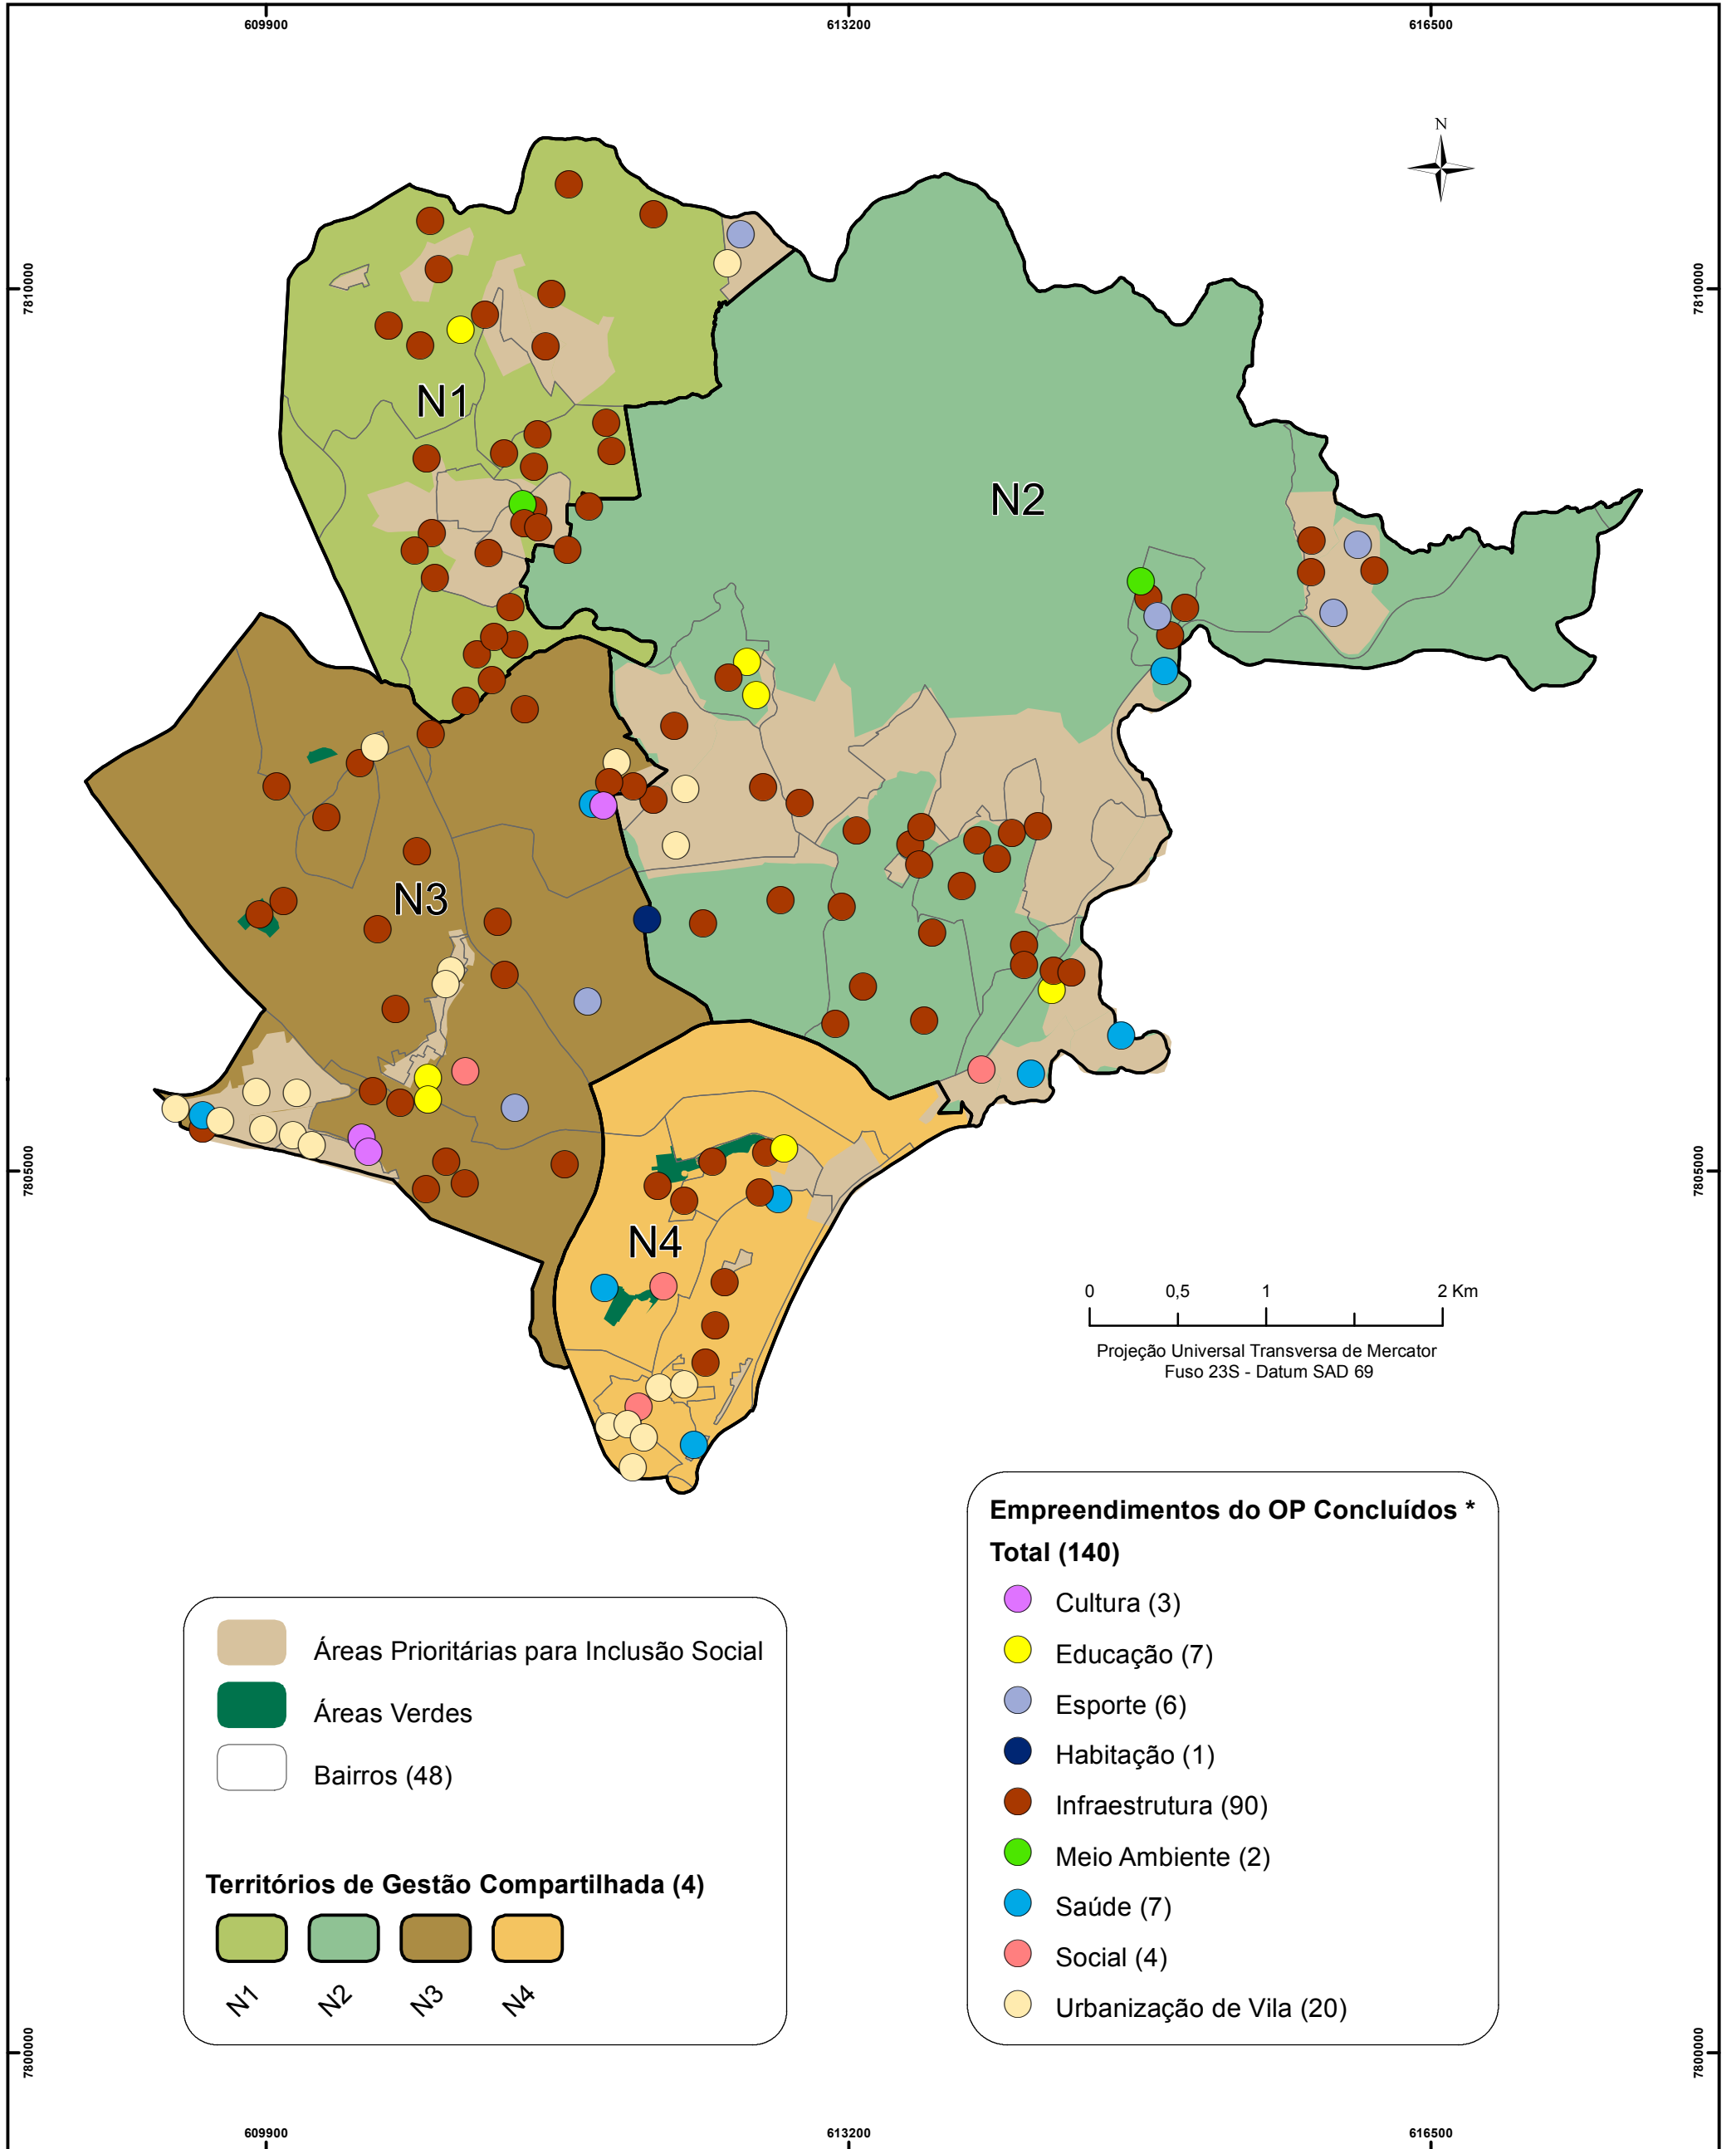 609900
613200
616500
N
7810000
7810000
N1
N2
N3
7805000
7805000
N4
0
0,5
1
2 Km
Projeção Universal Transversa de Mercator
Fuso 23S - Datum SAD 69
Empreendimentos do OP Concluídos *
Total (140)
Cultura (3)
Educação (7)
Esporte (6)
Habitação (1)
Infraestrutura (90)
Meio Ambiente (2)
Saúde (7)
Social (4)
Urbanização de Vila (20)
Áreas Prioritárias para Inclusão Social
Áreas Verdes
Bairros (48)
Territórios de Gestão Compartilhada (4)
N1
N2
N3
N4
7800000
7800000
609900
613200
616500